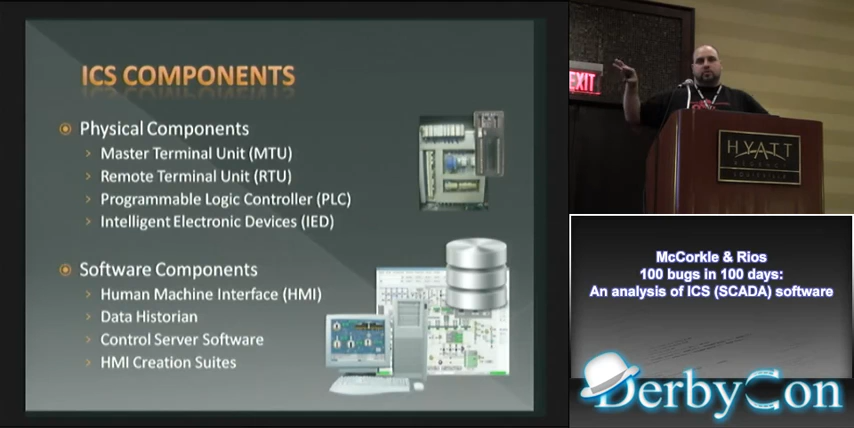 ICS COMPONENTS
Physical Components
Master Terminal Unit (MTU)
Remote Terminal Unit (RTU)
Programmable Logic Controller (PLC)
Intelligent Electronic Devices (IED)
Software Components
Human Machine Interface (HMI)
Data Historian
Control Server Software
HMI Creation Suites
EXIT
HYATT
REGENCY
LOUISVILLE
McCorkle & Rios
100 bugs in 100 days:
An analysis of ICS (SCADA) software
DerbyCon